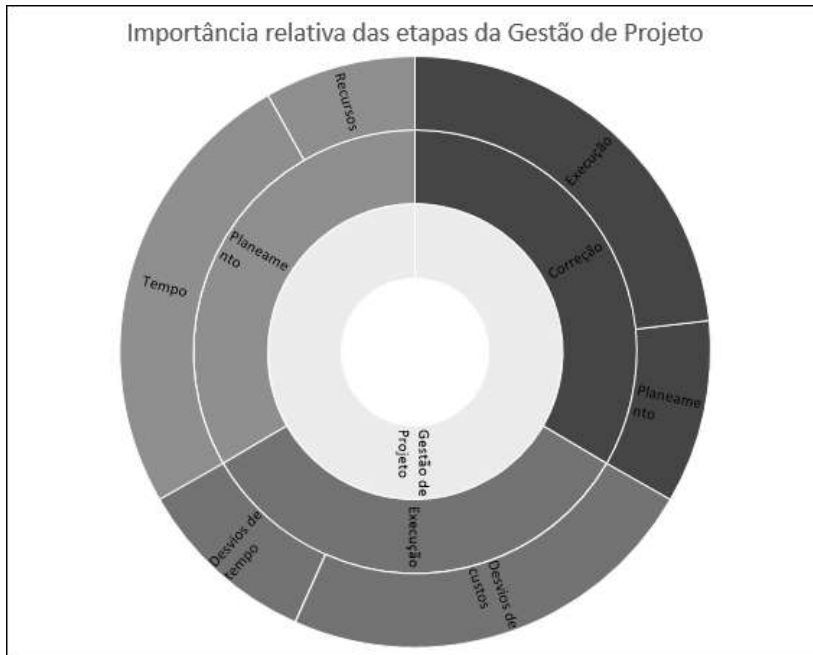 Importância relativa das etapas da Gestão de Projeto
Recursos
Execução
Planeame
nto
Correção
Tempo
Planeame
nto
Gestão de
Projeto
Execução
Desvios de
tempo
Desvios de
custos